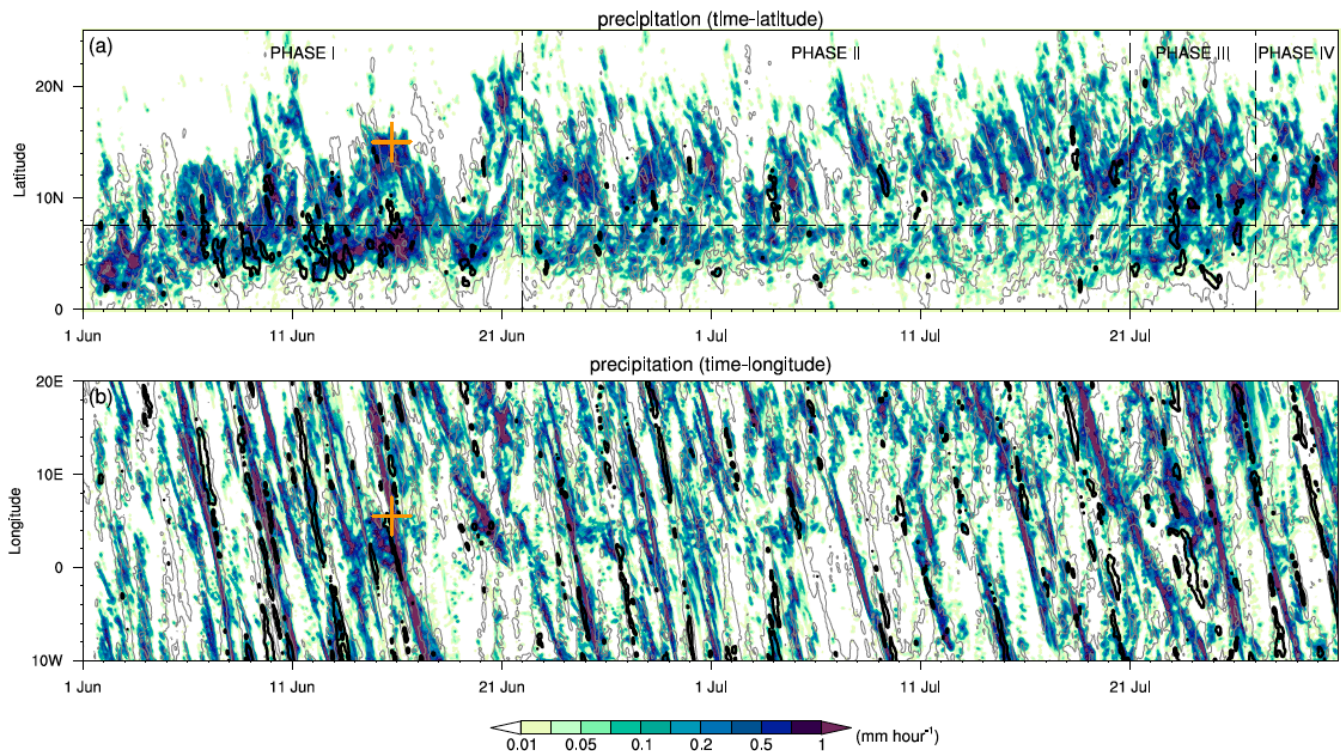 precipitation (time-latitude)
(a)
PHASE I
PHASE II
PHASE III
PHASE IV
20N
10N
0
Latitude
1 Jun
11 Jun
21 Jun
1 Jul
11 Jul
21 Jul
precipitation (time-longitude)
(b)
20E
10E
0
10W
Longitude
1 Jun
11 Jun
21 Jun
1 Jul
11 Jul
21 Jul
0.01
0.05
0.1
0.2
0.5
1
(mm hour⁻¹)